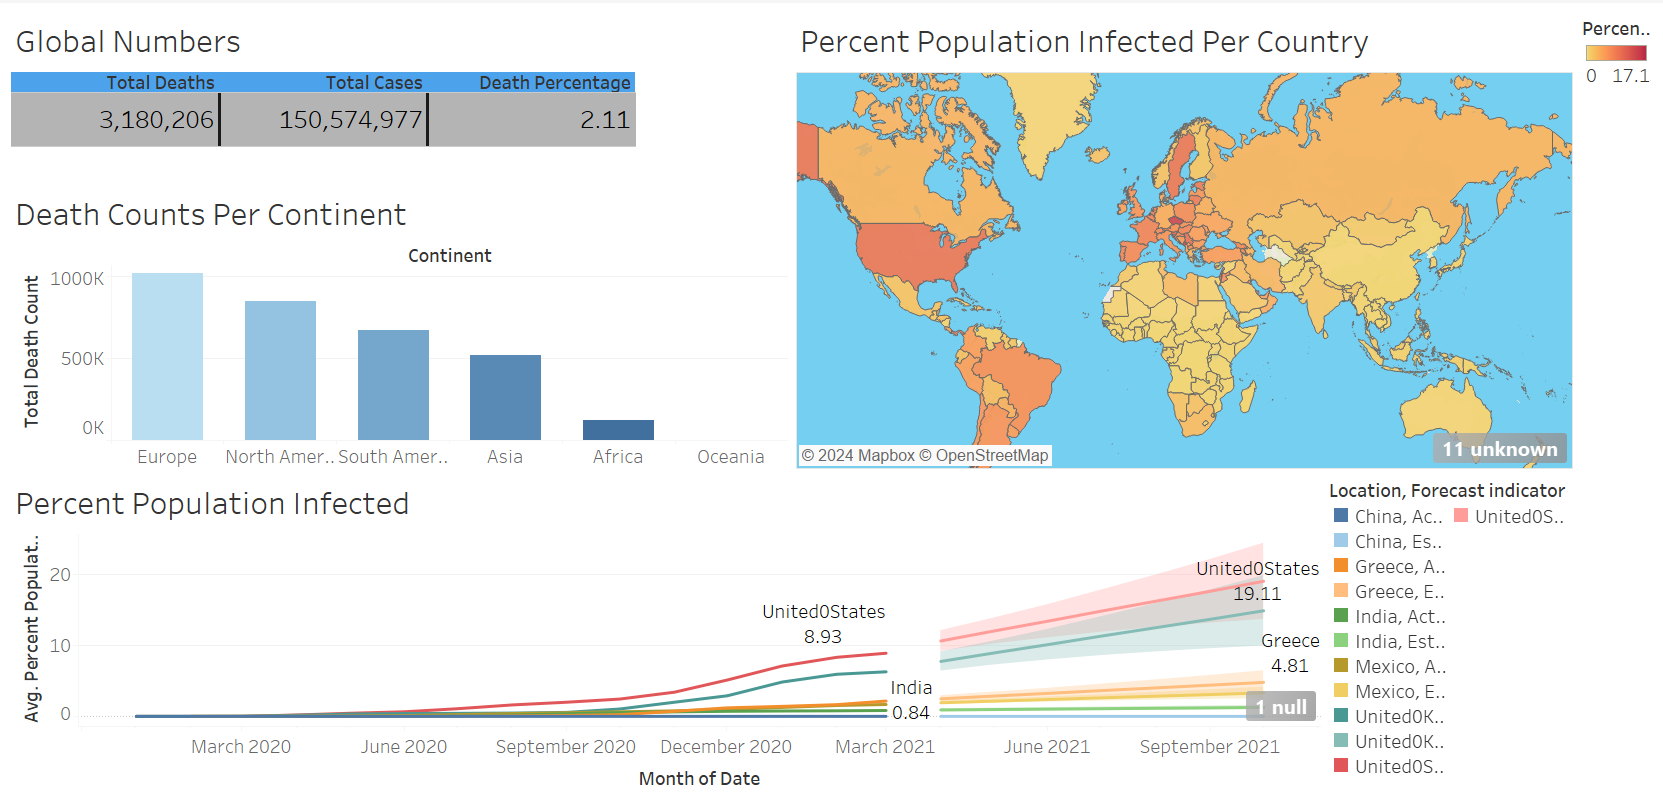 Global Numbers
Total Deaths Total Cases Death Percentage
3,180,206 150,574,977 2.11
Death Counts Per Continent
Continent
Total Death Count
1000K
500K
0K
Europe North Amer.. South Amer.. Asia Africa Oceania
Percent Population Infected Per Country
© 2024 Mapbox © OpenStreetMap
11 unknown
Percen..
0 17.1
Percent Population Infected
Avg. Percent Populat..
20
10
0
United0States
8.93
India
0.84
United0States
19.11
Greece
4.81
1 null
March 2020 June 2020 September 2020 December 2020 March 2021 June 2021 September 2021
Month of Date
Location, Forecast indicator
China, Ac.. United0S..
China, Es..
Greece, A..
Greece, E..
India, Act..
India, Est..
Mexico, A..
Mexico, E..
United0K..
United0K..
United0S..